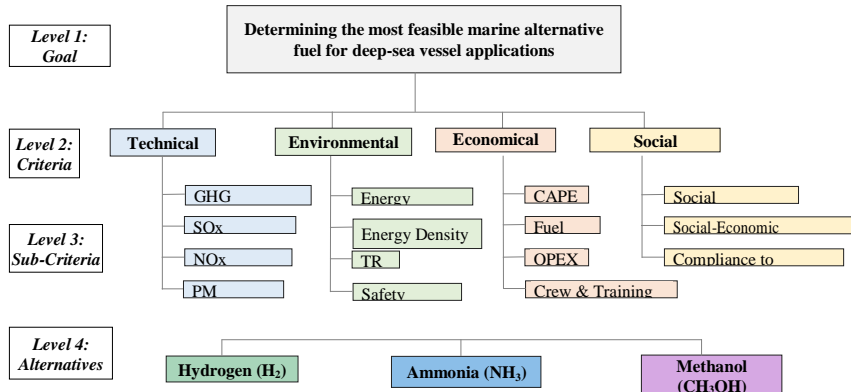 Level 1:
Goal
Determining the most feasible marine alternative
fuel for deep-sea vessel applications
Level 2:
Criteria
Technical
Environmental
Economical
Social
Level 3:
Sub-Criteria
GHG
SOx
NOx
PM
Energy
Energy Density
TR
Safety
CAPE
Fuel
OPEX
Crew & Training
Social
Social-Economic
Compliance to
Level 4:
Alternatives
Hydrogen (H₂)
Ammonia (NH₃)
Methanol
(CH₃OH)